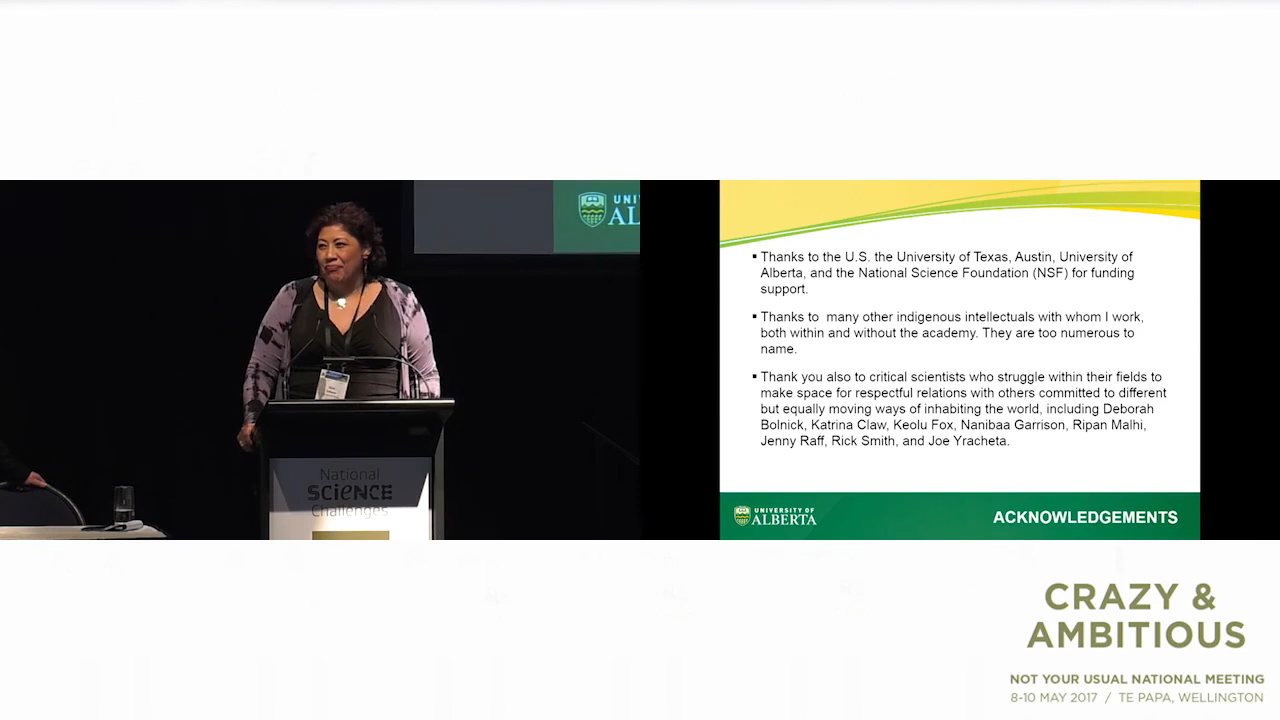 UNI
AL
National
SCIENCE
Challenges
▪ Thanks to the U.S. the University of Texas, Austin, University of
Alberta, and the National Science Foundation (NSF) for funding
support.
▪ Thanks to  many other indigenous intellectuals with whom I work,
both within and without the academy. They are too numerous to
name.
▪ Thank you also to critical scientists who struggle within their fields to
make space for respectful relations with others committed to different
but equally moving ways of inhabiting the world, including Deborah
Bolnick, Katrina Claw, Keolu Fox, Nanibaa Garrison, Ripan Malhi,
Jenny Raff, Rick Smith, and Joe Yracheta.
UNIVERSITY OF
ALBERTA
ACKNOWLEDGEMENTS
CRAZY &
AMBITIOUS
NOT YOUR USUAL NATIONAL MEETING
8-10 MAY 2017 / TE PAPA, WELLINGTON